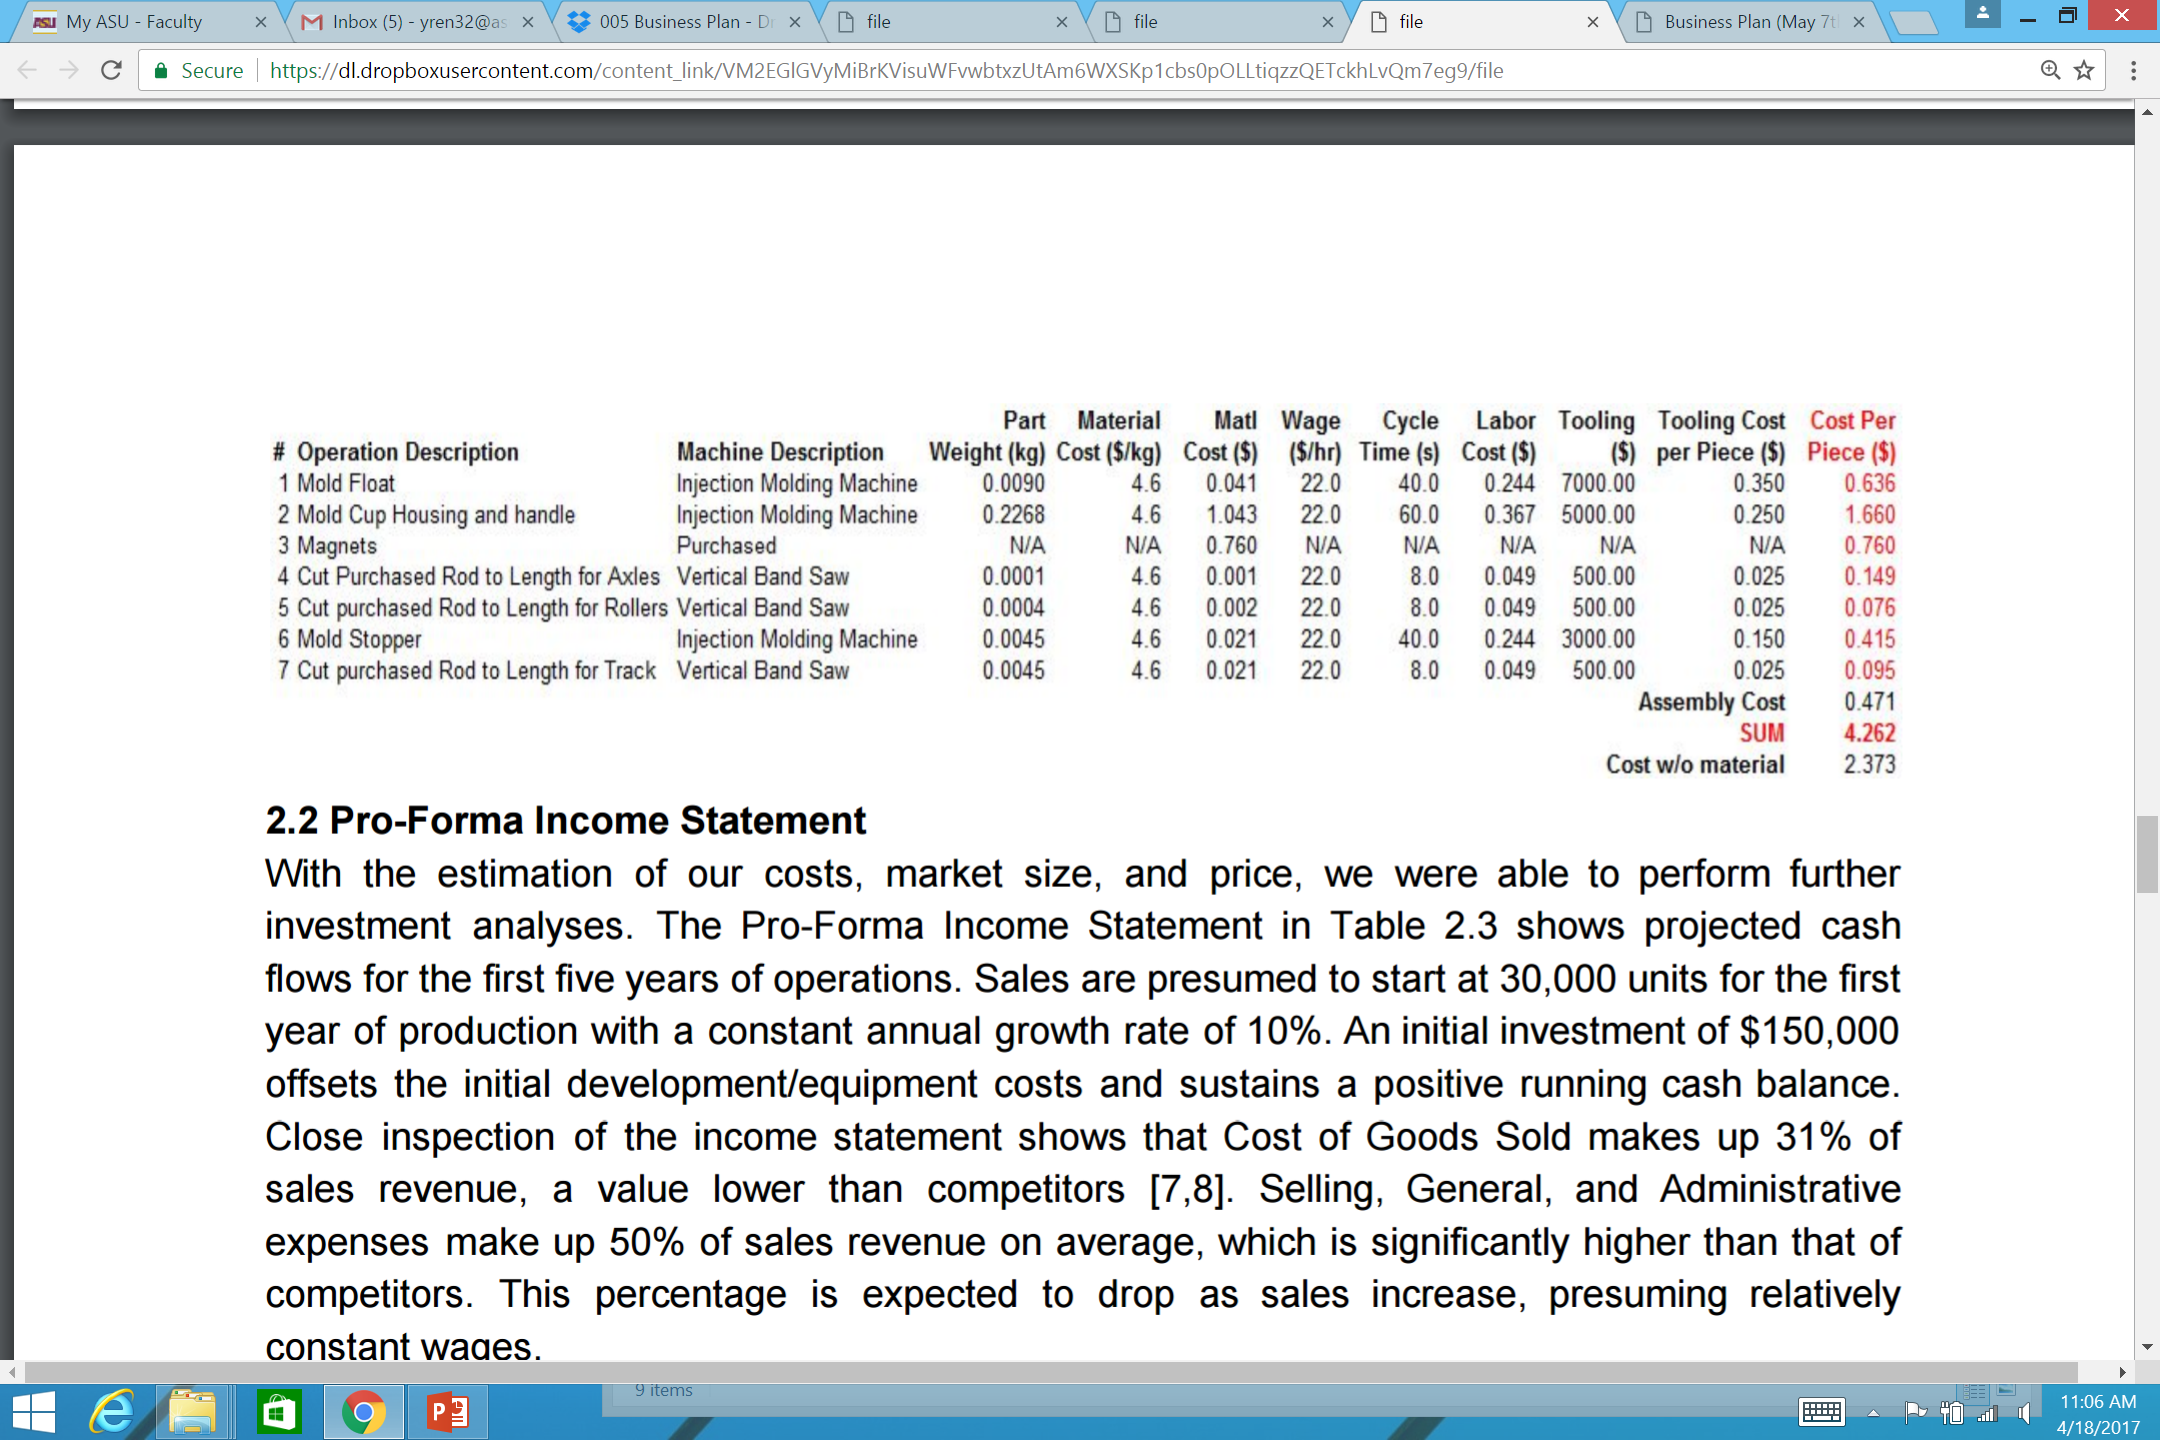 My ASU - Faculty
Inbox (5) - yren32@as
005 Business Plan - D
file
file
file
Business Plan (May 7t
Secure https://dl.dropboxusercontent.com/content_link/VM2EGlGVyMiBrKVisuWFvwbtxzUtAm6WXSKp1cbs0pOLLtiqzzQETckhLvQm7eg9/file
Part Material Matl Wage Cycle Labor Tooling Tooling Cost Cost Per
# Operation Description Machine Description Weight (kg) Cost ($/kg) Cost ($) ($/hr) Time (s) Cost ($) ($) per Piece ($) Piece ($)
1 Mold Float Injection Molding Machine 0.0090 4.6 0.041 22.0 40.0 0.244 7000.00 0.350 0.636
2 Mold Cup Housing and handle Injection Molding Machine 0.2268 4.6 1.043 22.0 60.0 0.367 5000.00 0.250 1.660
3 Magnets Purchased N/A N/A 0.760 N/A N/A N/A N/A N/A 0.760
4 Cut Purchased Rod to Length for Axles Vertical Band Saw 0.0001 4.6 0.001 22.0 8.0 0.049 500.00 0.025 0.149
5 Cut purchased Rod to Length for Rollers Vertical Band Saw 0.0004 4.6 0.002 22.0 8.0 0.049 500.00 0.025 0.076
6 Mold Stopper Injection Molding Machine 0.0045 4.6 0.021 22.0 40.0 0.244 3000.00 0.150 0.415
7 Cut purchased Rod to Length for Track Vertical Band Saw 0.0045 4.6 0.021 22.0 8.0 0.049 500.00 0.025 0.095
Assembly Cost 0.471
SUM 4.262
Cost w/o material 2.373
2.2 Pro-Forma Income Statement
With the estimation of our costs, market size, and price, we were able to perform further
investment analyses. The Pro-Forma Income Statement in Table 2.3 shows projected cash
flows for the first five years of operations. Sales are presumed to start at 30,000 units for the first
year of production with a constant annual growth rate of 10%. An initial investment of $150,000
offsets the initial development/equipment costs and sustains a positive running cash balance.
Close inspection of the income statement shows that Cost of Goods Sold makes up 31% of
sales revenue, a value lower than competitors [7,8]. Selling, General, and Administrative
expenses make up 50% of sales revenue on average, which is significantly higher than that of
competitors. This percentage is expected to drop as sales increase, presuming relatively
constant wages.
9 items
11:06 AM
4/18/2017